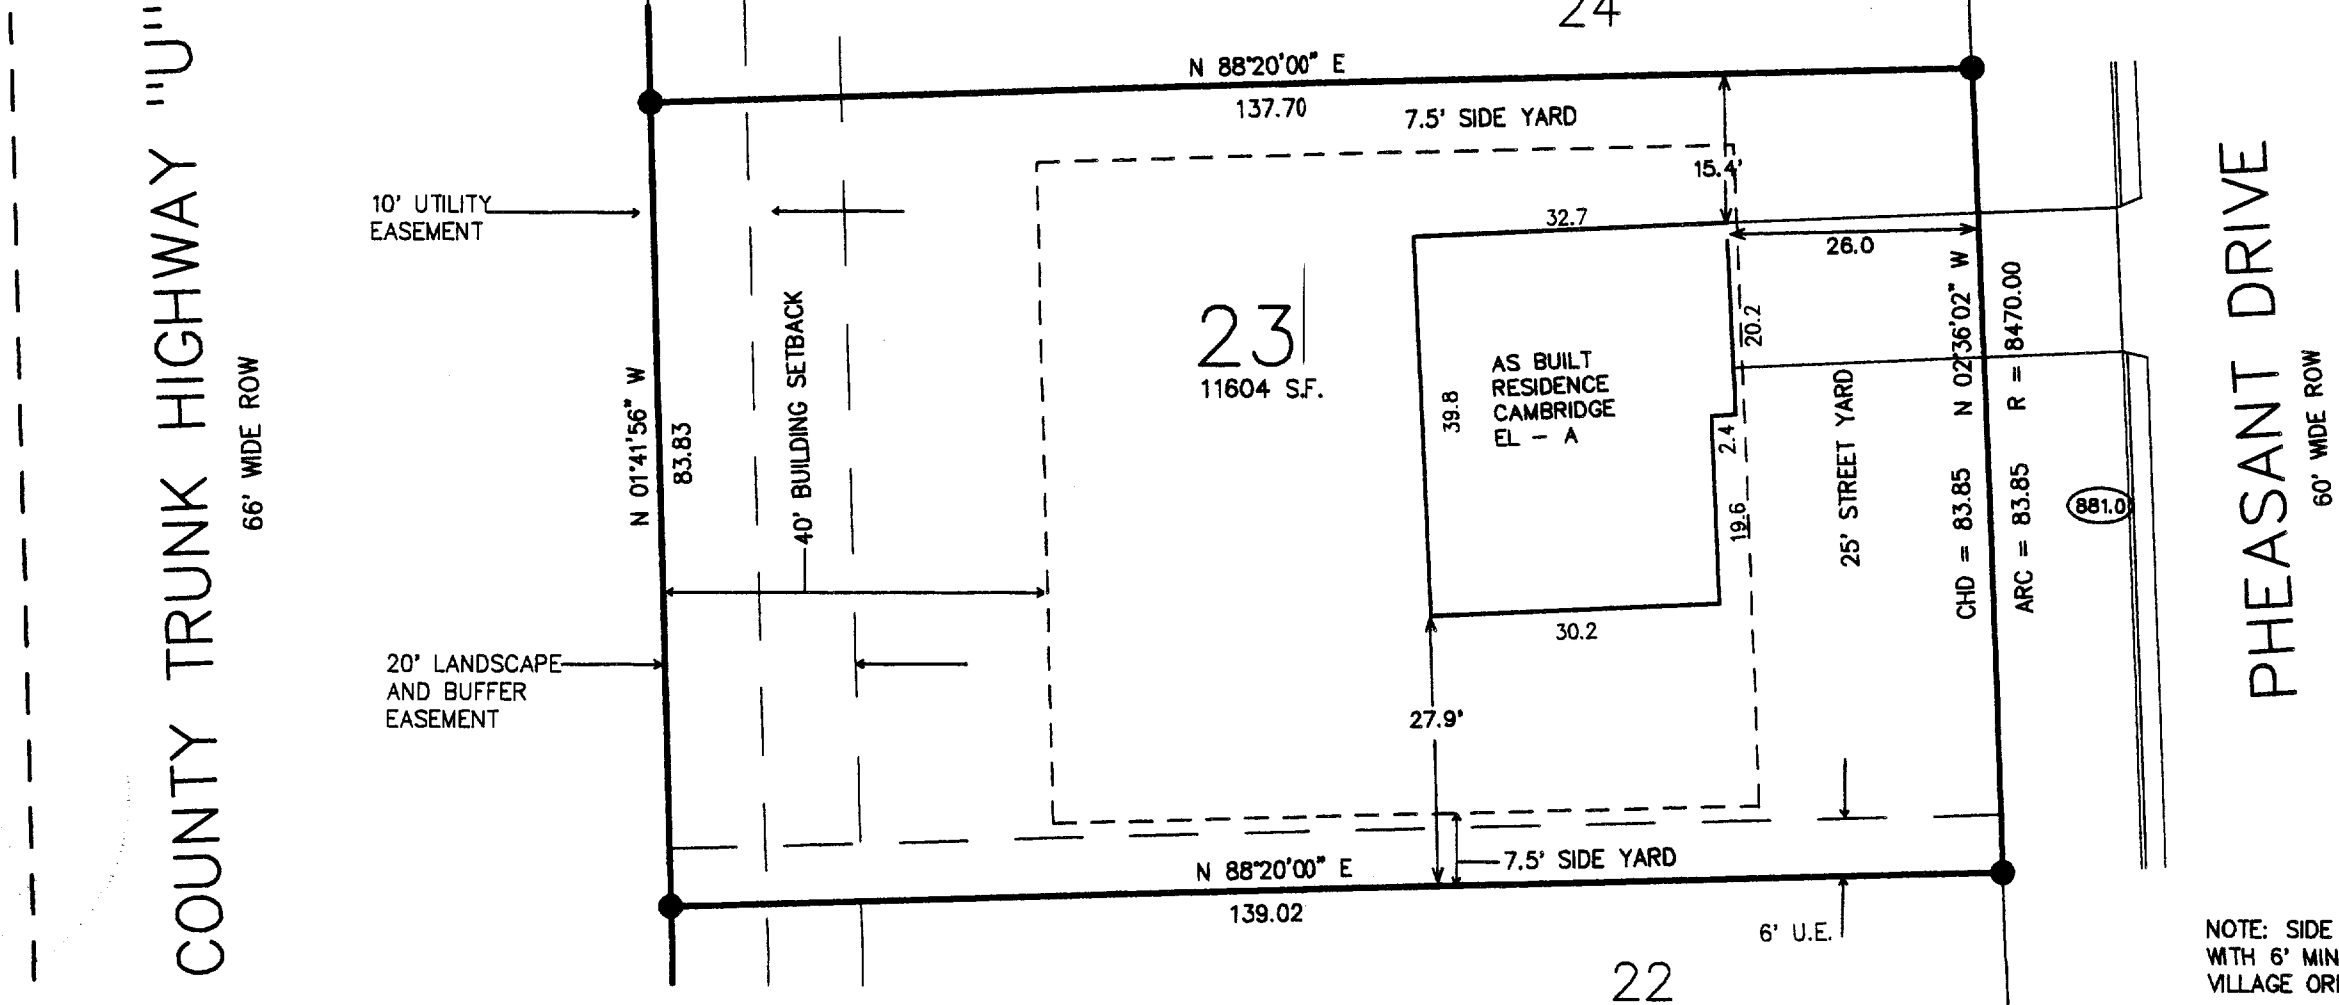 COUNTY TRUNK HIGHWAY "U"
66' WIDE ROW
24
N 88°20'00" E
137.70
7.5' SIDE YARD
15.4'
10' UTILITY
EASEMENT
32.7
26.0
23
11604 S.F.
40' BUILDING SETBACK
N 01°41'56" W
83.83
AS BUILT
RESIDENCE
CAMBRIDGE
EL - A
39.8
20.2
2.4
19.6
30.2
25' STREET YARD
CHD = 83.85 N 02°36'02" W
ARC = 83.85 R = 8470.00
881.0
PHEASANT DRIVE
60' WIDE ROW
20' LANDSCAPE
AND BUFFER
EASEMENT
27.9'
7.5' SIDE YARD
N 88°20'00" E
139.02
6' U.E.
22
NOTE: SIDE
WITH 6' MIN
VILLAGE